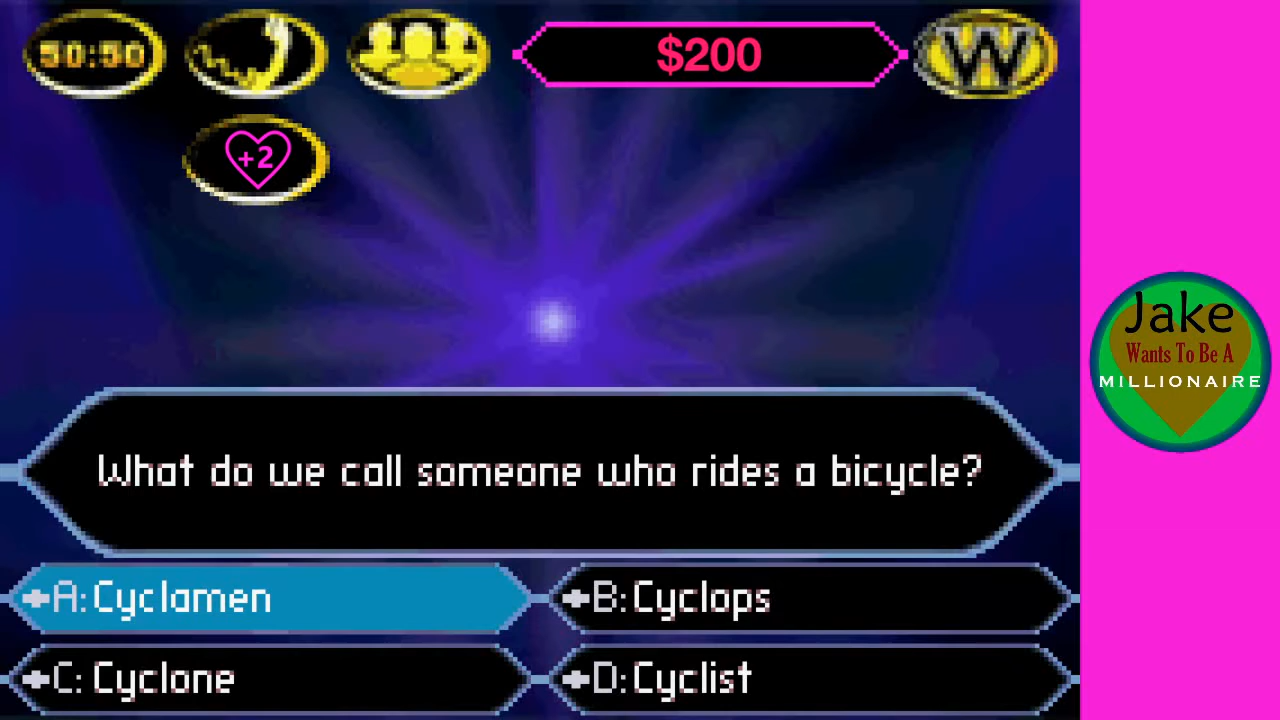 50:50
$200
W
+2
What do we call someone who rides a bicycle?
A: Cyclamen
B: Cyclops
C: Cyclone
D: Cyclist
Jake
Wants To Be A
MILLIONAIRE